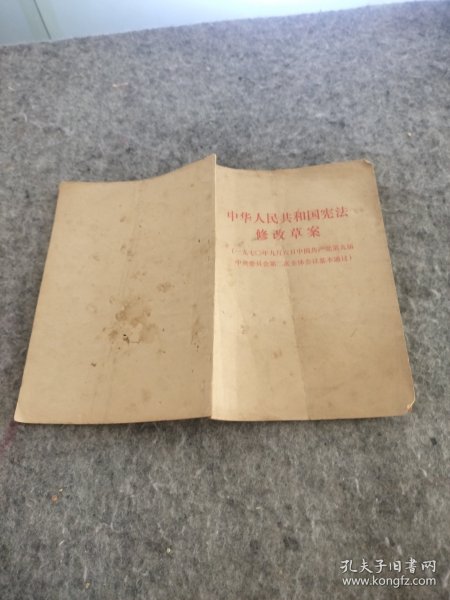 中华人民共和国宪法
修改草案
（一九七〇年九月六日中国共产党第九届
中央委员会第二次全体会议基本通过）
孔夫子旧书网
www.kongfz.com